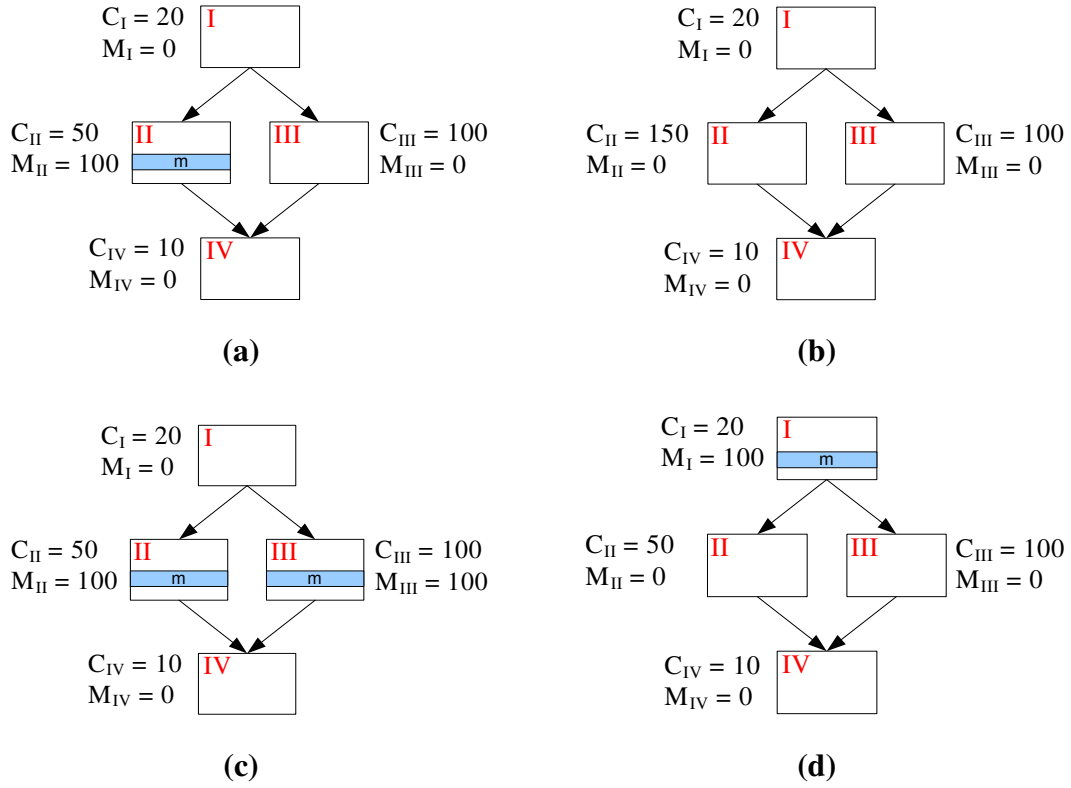 I
C_I = 20
M_I = 0
II
C_II = 50
M_II = 100
m
III
C_III = 100
M_III = 0
IV
C_IV = 10
M_IV = 0
(a)
I
C_I = 20
M_I = 0
II
C_II = 150
M_II = 0
III
C_III = 100
M_III = 0
IV
C_IV = 10
M_IV = 0
(b)
I
C_I = 20
M_I = 0
II
C_II = 50
M_II = 100
m
III
m
C_III = 100
M_III = 100
IV
C_IV = 10
M_IV = 0
(c)
I
C_I = 20
M_I = 100
m
II
C_II = 50
M_II = 0
III
C_III = 100
M_III = 0
IV
C_IV = 10
M_IV = 0
(d)